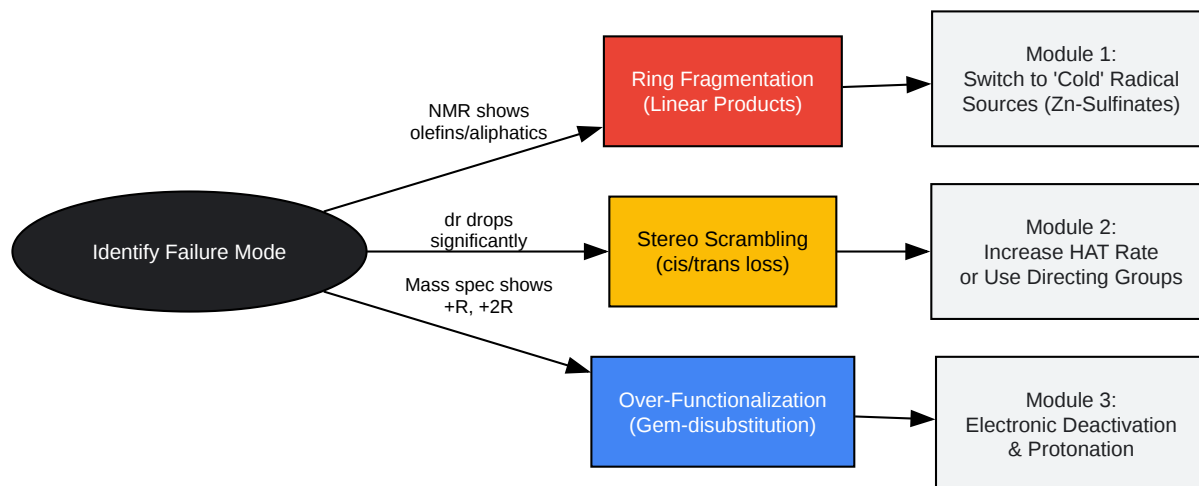 Identify Failure Mode
NMR shows
olefins/aliphatics
Ring Fragmentation
(Linear Products)
Module 1:
Switch to 'Cold' Radical
Sources (Zn-Sulfinates)
dr drops
significantly
Stereo Scrambling
(cis/trans loss)
Module 2:
Increase HAT Rate
or Use Directing Groups
Mass spec shows
+R, +2R
Over-Functionalization
(Gem-disubstitution)
Module 3:
Electronic Deactivation
& Protonation